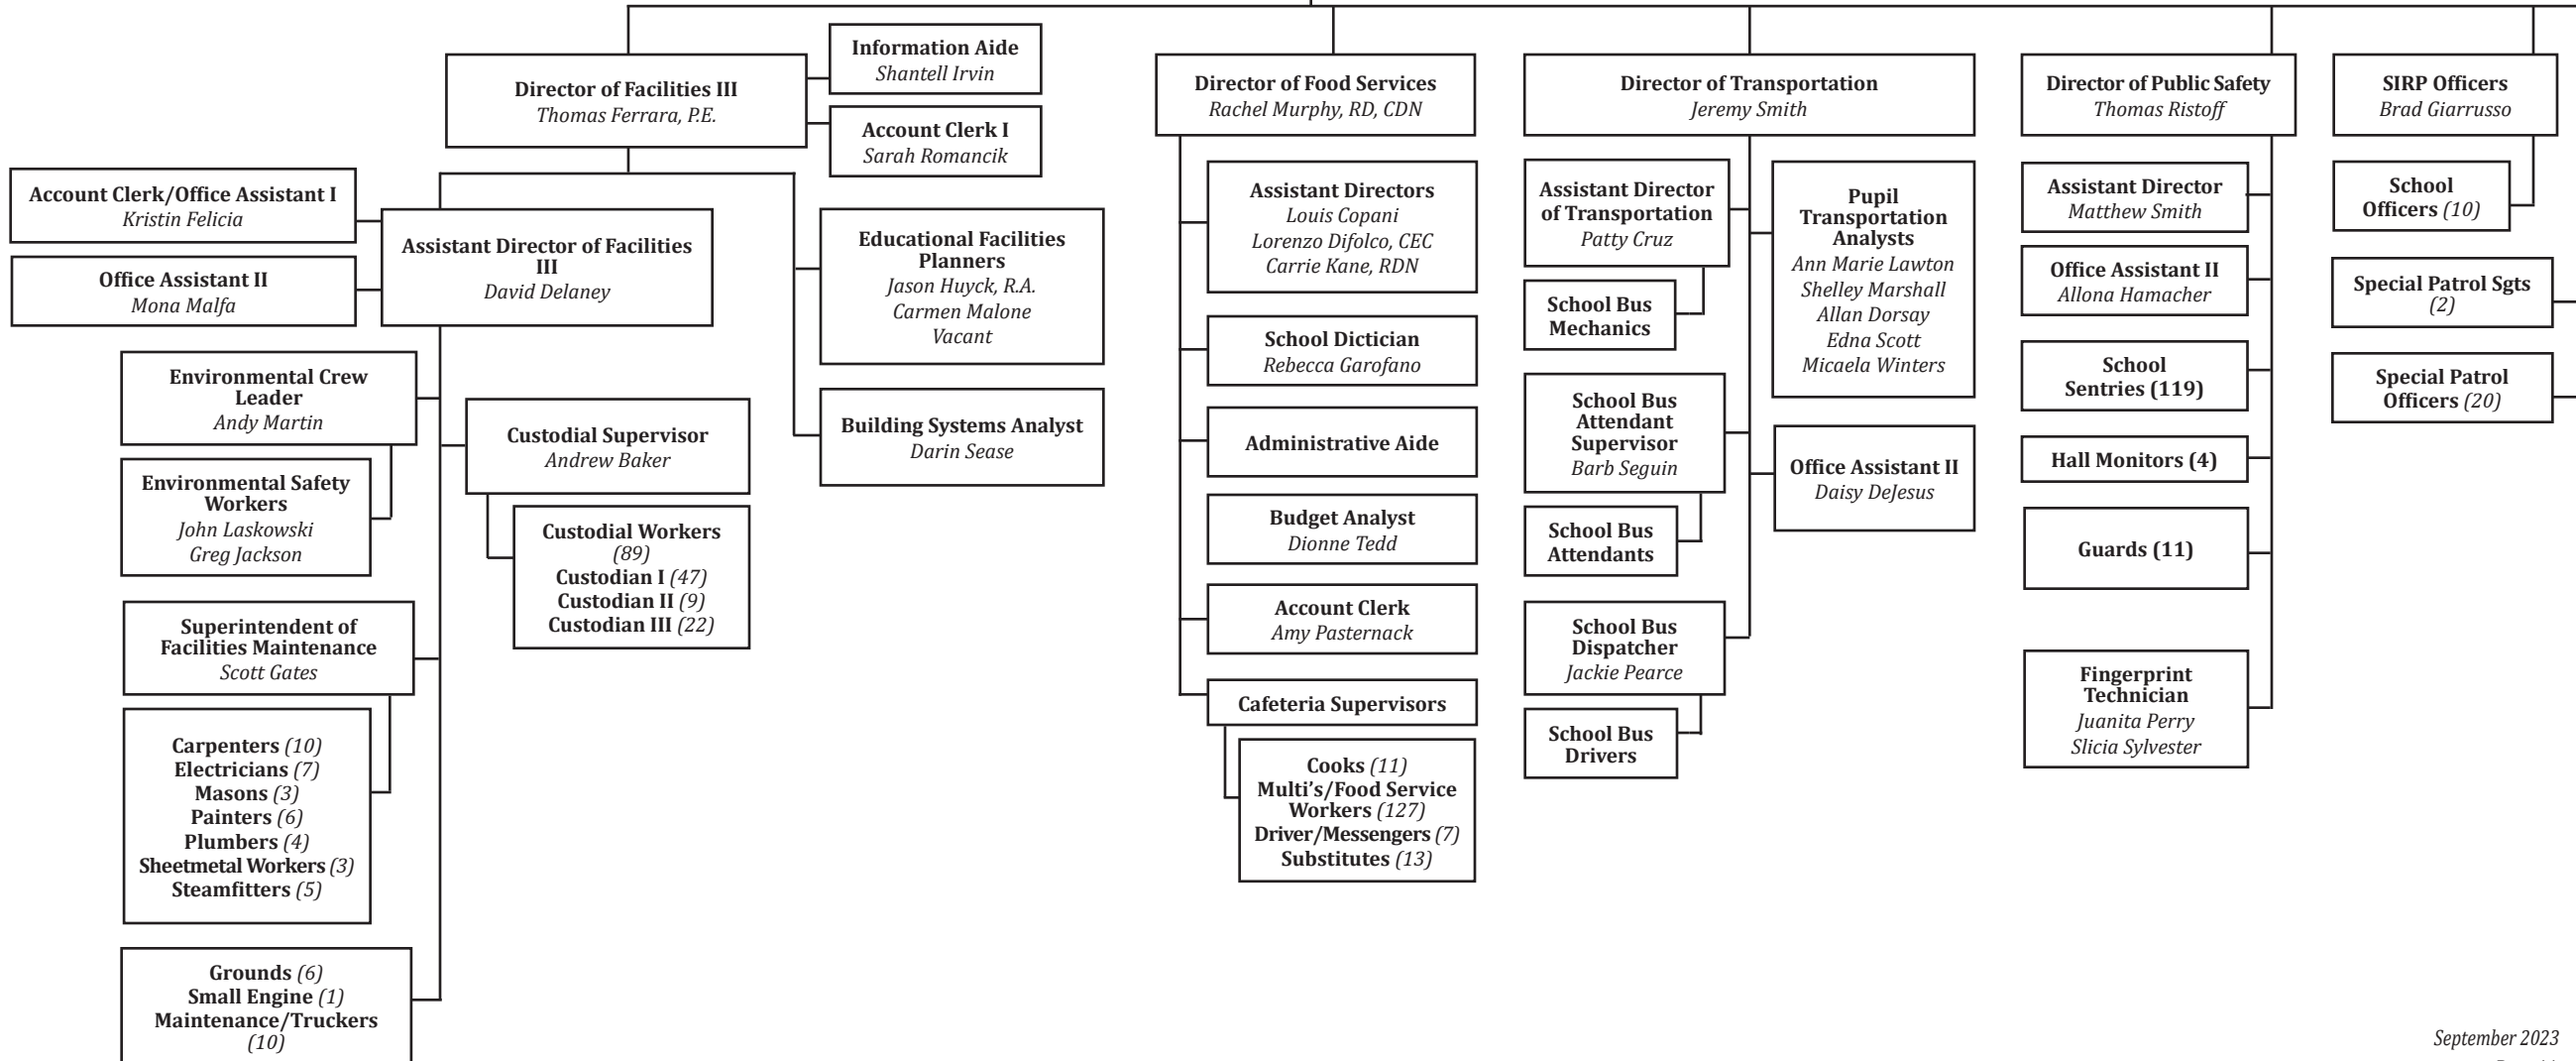 Information Aide
Shantell Irvin
Director of Facilities III
Thomas Ferrara, P.E.
Account Clerk I
Sarah Romancik
Account Clerk/Office Assistant I
Kristin Felicia
Office Assistant II
Mona Malfa
Assistant Director of Facilities
III
David Delaney
Educational Facilities
Planners
Jason Huyck, R.A.
Carmen Malone
Vacant
Building Systems Analyst
Darin Sease
Environmental Crew
Leader
Andy Martin
Environmental Safety
Workers
John Laskowski
Greg Jackson
Custodial Supervisor
Andrew Baker
Custodial Workers
(89)
Custodian I (47)
Custodian II (9)
Custodian III (22)
Superintendent of
Facilities Maintenance
Scott Gates
Carpenters (10)
Electricians (7)
Masons (3)
Painters (6)
Plumbers (4)
Sheetmetal Workers (3)
Steamfitters (5)
Grounds (6)
Small Engine (1)
Maintenance/Truckers
(10)
Director of Food Services
Rachel Murphy, RD, CDN
Assistant Directors
Louis Copani
Lorenzo Difolco, CEC
Carrie Kane, RDN
School Dictician
Rebecca Garofano
Administrative Aide
Budget Analyst
Dionne Tedd
Account Clerk
Amy Pasternack
Cafeteria Supervisors
Cooks (11)
Multi's/Food Service
Workers (127)
Driver/Messengers (7)
Substitutes (13)
Director of Transportation
Jeremy Smith
Assistant Director
of Transportation
Patty Cruz
School Bus
Mechanics
School Bus
Attendant
Supervisor
Barb Seguin
School Bus
Attendants
School Bus
Dispatcher
Jackie Pearce
School Bus
Drivers
Pupil
Transportation
Analysts
Ann Marie Lawton
Shelley Marshall
Allan Dorsay
Edna Scott
Micaela Winters
Office Assistant II
Daisy DeJesus
Director of Public Safety
Thomas Ristoff
Assistant Director
Matthew Smith
Office Assistant II
Allona Hamacher
School
Sentries (119)
Hall Monitors (4)
Guards (11)
Fingerprint
Technician
Juanita Perry
Slicia Sylvester
SIRP Officers
Brad Giarrusso
School
Officers (10)
Special Patrol Sgts
(2)
Special Patrol
Officers (20)
September 2023